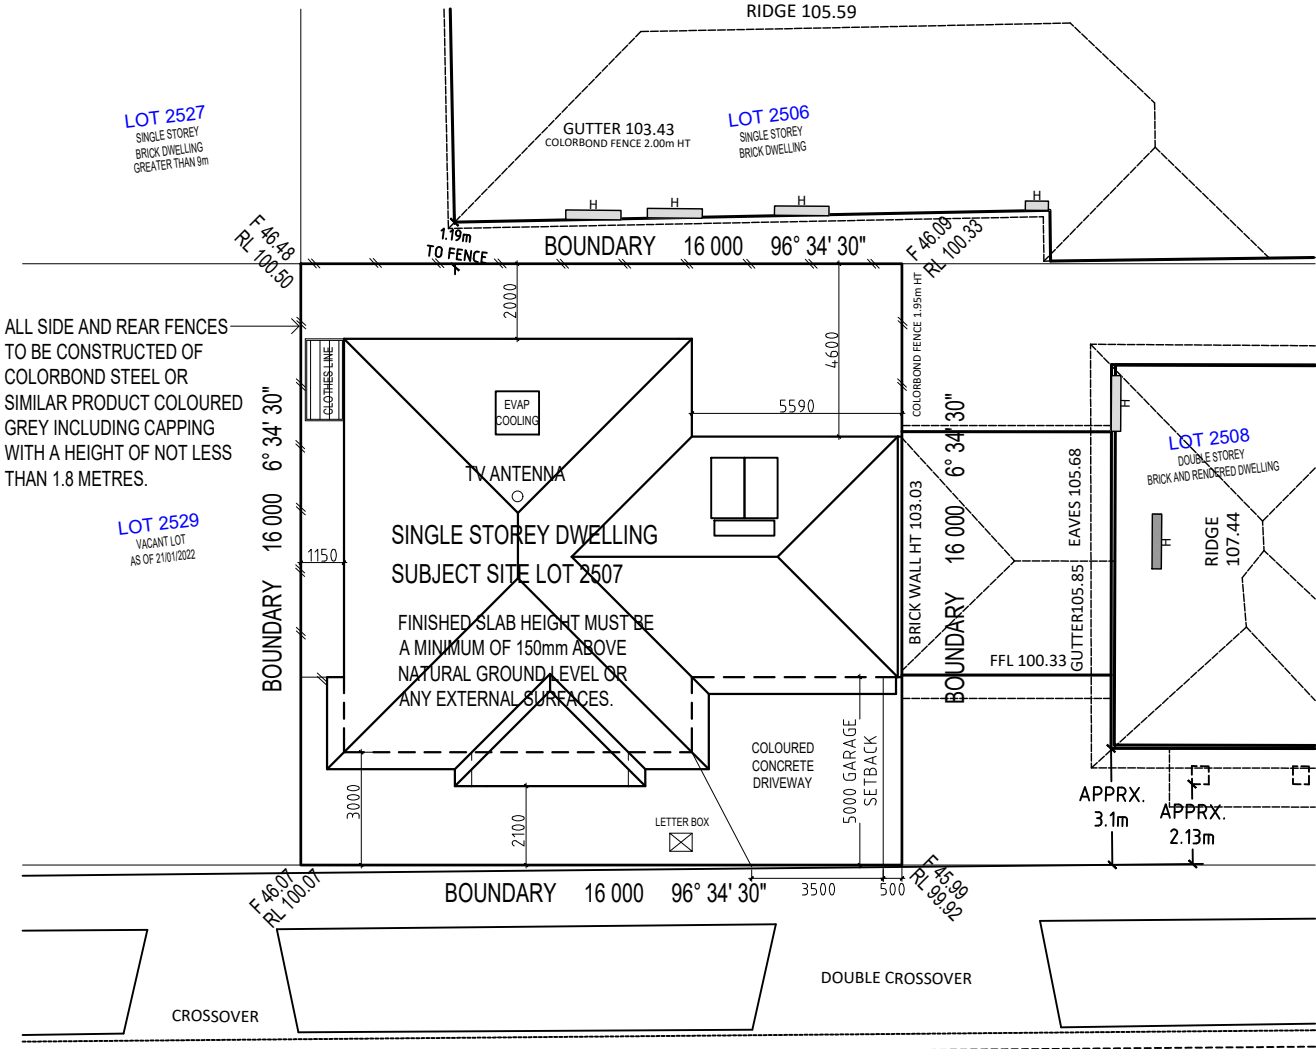 RIDGE 105.59
LOT 2527
SINGLE STOREY
BRICK DWELLING
GREATER THAN 9m
LOT 2506
SINGLE STOREY
BRICK DWELLING
GUTTER 103.43
COLORBOND FENCE 2.00m HT
H
H
H
H
1.19m
TO FENCE
BOUNDARY 16 000 96° 34' 30"
F 46.48
RL 100.50
F 46.09
RL 100.33
2000
4600
COLORBOND FENCE 1.95m HT
ALL SIDE AND REAR FENCES
TO BE CONSTRUCTED OF
COLORBOND STEEL OR
SIMILAR PRODUCT COLOURED
GREY INCLUDING CAPPING
WITH A HEIGHT OF NOT LESS
THAN 1.8 METRES.
CLOTHES LINE
EVAP
COOLING
5590
H
LOT 2508
DOUBLE STOREY
BRICK AND RENDERED DWELLING
TV ANTENNA
LOT 2529
VACANT LOT
AS OF 21/01/2022
BOUNDARY 16 000 6° 34' 30"
1150
SINGLE STOREY DWELLING
SUBJECT SITE LOT 2507
FINISHED SLAB HEIGHT MUST BE
A MINIMUM OF 150mm ABOVE
NATURAL GROUND LEVEL OR
ANY EXTERNAL SURFACES.
BRICK WALL HT 103.03
BOUNDARY 16 000 6° 34' 30"
GUTTER105.85 EAVES 105.68
H
RIDGE
107.44
FFL 100.33
COLOURED
CONCRETE
DRIVEWAY
5000 GARAGE
SETBACK
3000
2100
LETTER BOX
APPRX.
3.1m
APPRX.
2.13m
F 46.07
RL 100.07
BOUNDARY 16 000 96° 34' 30"
3500
500
F 45.99
RL 99.92
CROSSOVER
DOUBLE CROSSOVER